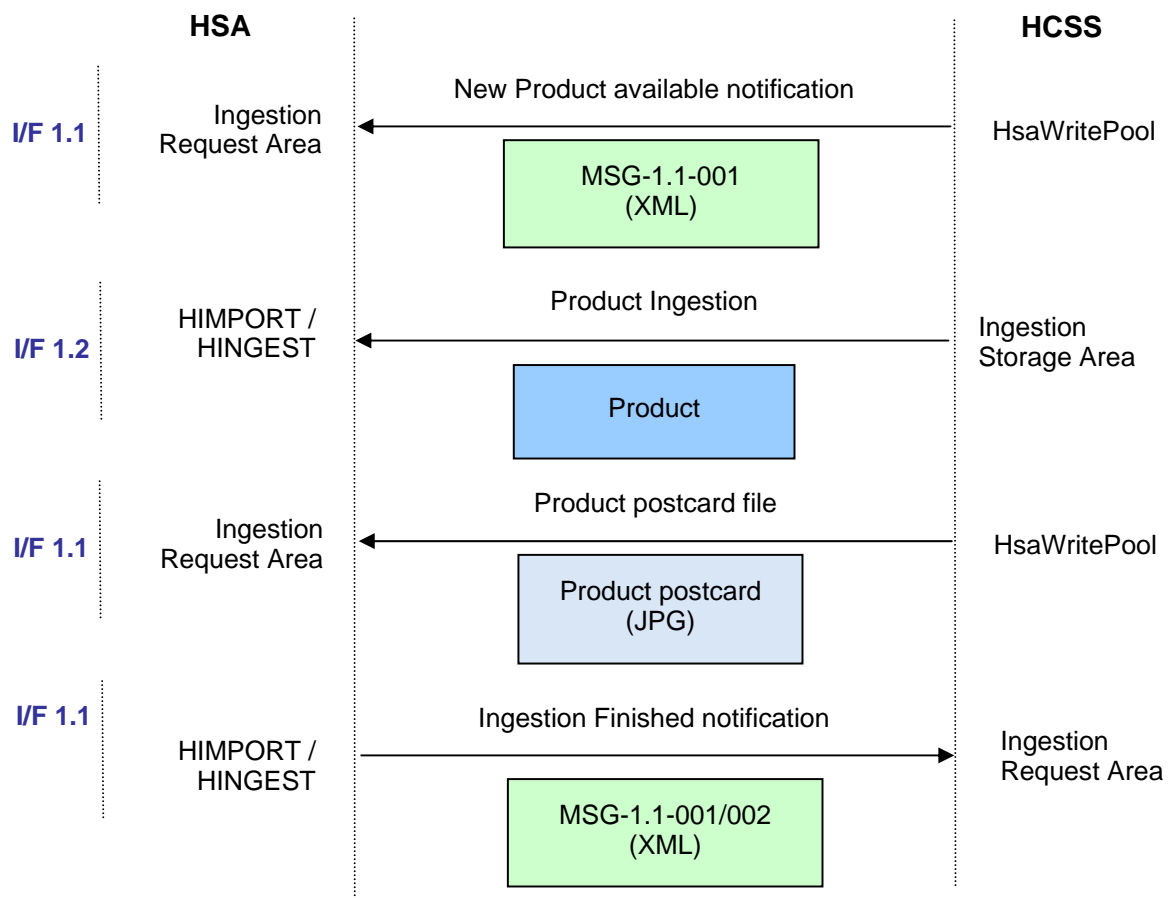 HSA
HCSS
New Product available notification
I/F 1.1
Ingestion
Request Area
HsaWritePool
MSG-1.1-001
(XML)
Product Ingestion
I/F 1.2
HIMPORT /
HINGEST
Ingestion
Storage Area
Product
Product postcard file
I/F 1.1
Ingestion
Request Area
HsaWritePool
Product postcard
(JPG)
I/F 1.1
Ingestion Finished notification
HIMPORT /
HINGEST
Ingestion
Request Area
MSG-1.1-001/002
(XML)